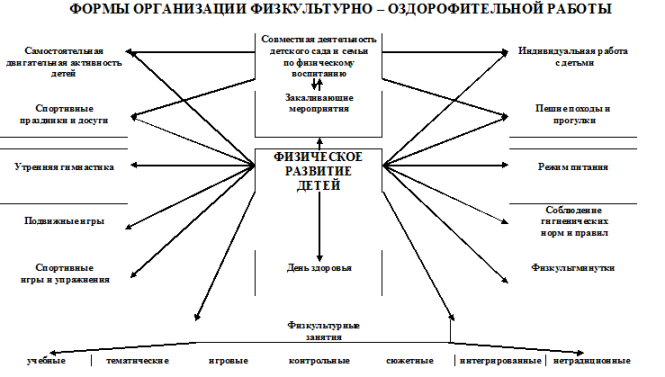 ФОРМЫ ОРГАНИЗАЦИИ ФИЗКУЛЬТУРНО – ОЗДОРОФИТЕЛЬНОЙ РАБОТЫ
Самостоятельная
двигательная активность
детей
Совместная деятельность
детского сада и семьи
по физическому
воспитанию
Индивидуальная работа
с детьми
Спортивные
праздники и досуги
Закаливающие
мероприятия
Пешие походы и
прогулки
Утренняя гимнастика
ФИЗИЧЕСКОЕ
РАЗВИТИЕ
ДЕТЕЙ
Режим питания
Подвижные игры
Соблюдение
гигиенических
норм и правил
Спортивные
игры и упражнения
День здоровья
Физкультминутки
Физкультурные
занятия
учебные тематические игровые контрольные сюжетные интегрированные нетрадиционные